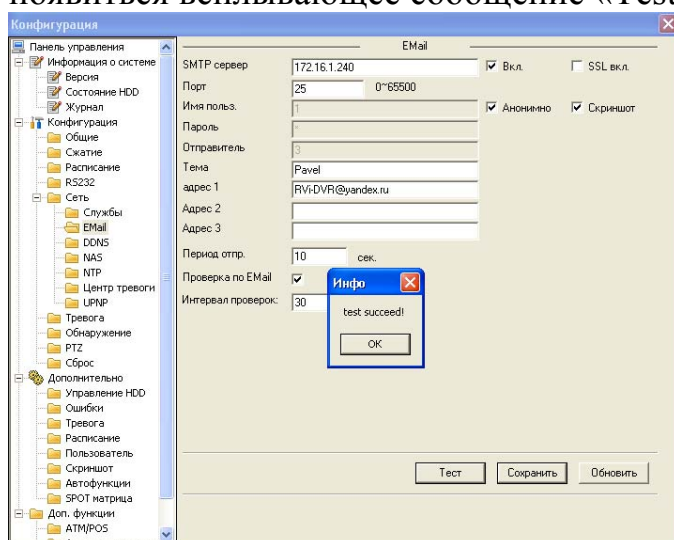 появиться всплывающее сообщение «Test
Конфигурация
Панель управления
Информация о системе
Версия
Состояние HDD
Журнал
Конфигурация
Общие
Сжатие
Расписание
RS232
Сеть
Службы
EMail
DDNS
NAS
NTP
Центр тревоги
UPNP
Тревога
Обнаружение
PTZ
Сброс
Дополнительно
Управление HDD
Ошибки
Тревога
Расписание
Пользователь
Скриншот
Автофункции
SPOT матрица
Доп. функции
ATM/POS
EMail
SMTP сервер 172.16.1.240 Вкл. SSL вкл.
Порт 25 0~65500
Имя польз. 1 Анонимно Скриншот
Пароль
Отправитель 3
Тема Pavel
адрес 1 RVi-DVR@yandex.ru
Адрес 2
Адрес 3
Период отпр. 10 сек.
Проверка по EMail
Интервал проверок: 30
Инфо
test succeed!
OK
Тест Сохранить Обновить